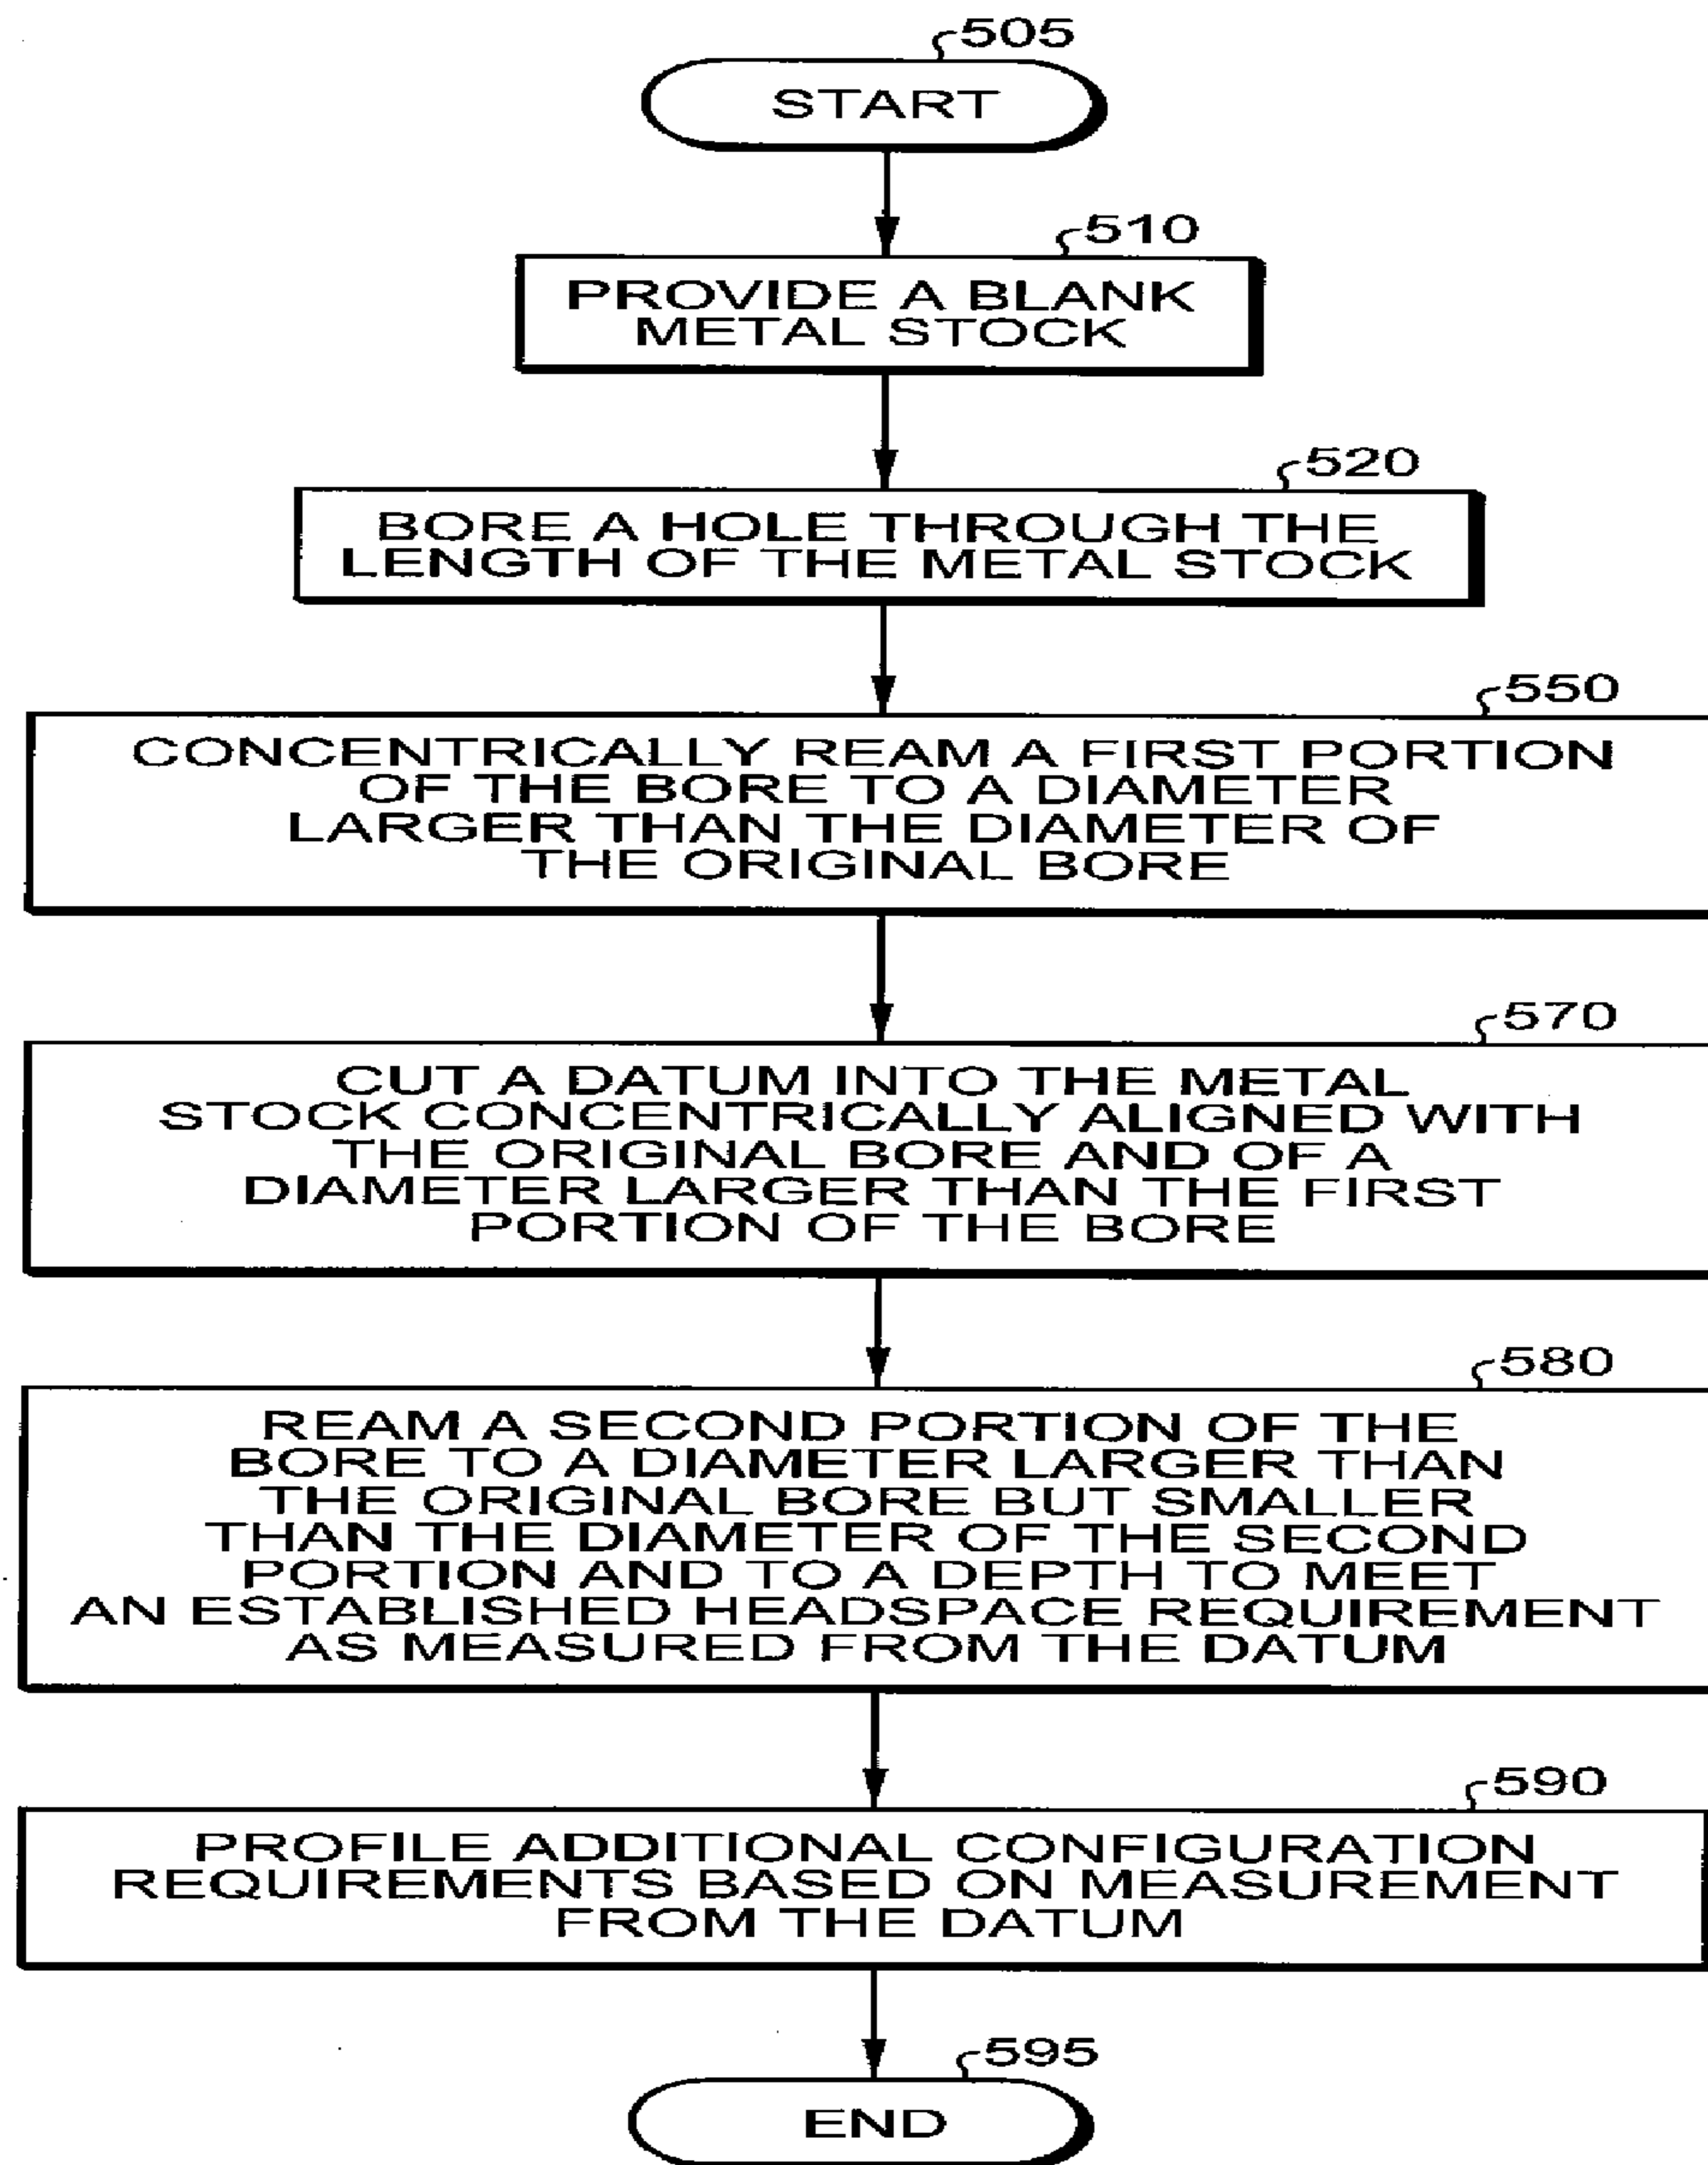 505
START
510
PROVIDE A BLANK
METAL STOCK
520
BORE A HOLE THROUGH THE
LENGTH OF THE METAL STOCK
550
CONCENTRICALLY REAM A FIRST PORTION
OF THE BORE TO A DIAMETER
LARGER THAN THE DIAMETER OF
THE ORIGINAL BORE
570
CUT A DATUM INTO THE METAL
STOCK CONCENTRICALLY ALIGNED WITH
THE ORIGINAL BORE AND OF A
DIAMETER LARGER THAN THE FIRST
PORTION OF THE BORE
580
REAM A SECOND PORTION OF THE
BORE TO A DIAMETER LARGER THAN
THE ORIGINAL BORE BUT SMALLER
THAN THE DIAMETER OF THE SECOND
PORTION AND TO A DEPTH TO MEET
AN ESTABLISHED HEADSPACE REQUIREMENT
AS MEASURED FROM THE DATUM
590
PROFILE ADDITIONAL CONFIGURATION
REQUIREMENTS BASED ON MEASUREMENT
FROM THE DATUM
595
END